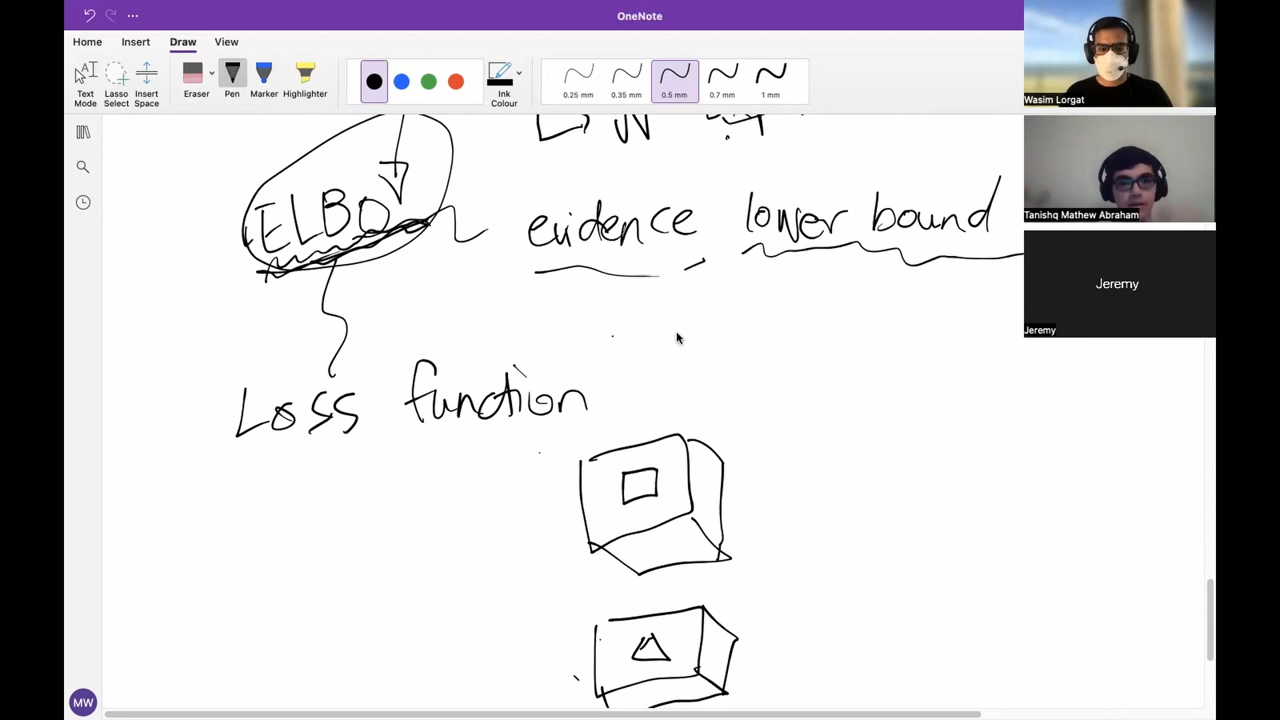 OneNote
Home Insert Draw View
Text Mode
Lasso Select
Insert Space
Eraser
Pen
Marker
Highlighter
Ink Colour
0.25 mm
0.35 mm
0.5 mm
0.7 mm
1 mm
Wasim Lorgat
Tanishq Mathew Abraham
Jeremy
Jeremy
ELBO evidence lower bound
Loss function
MW